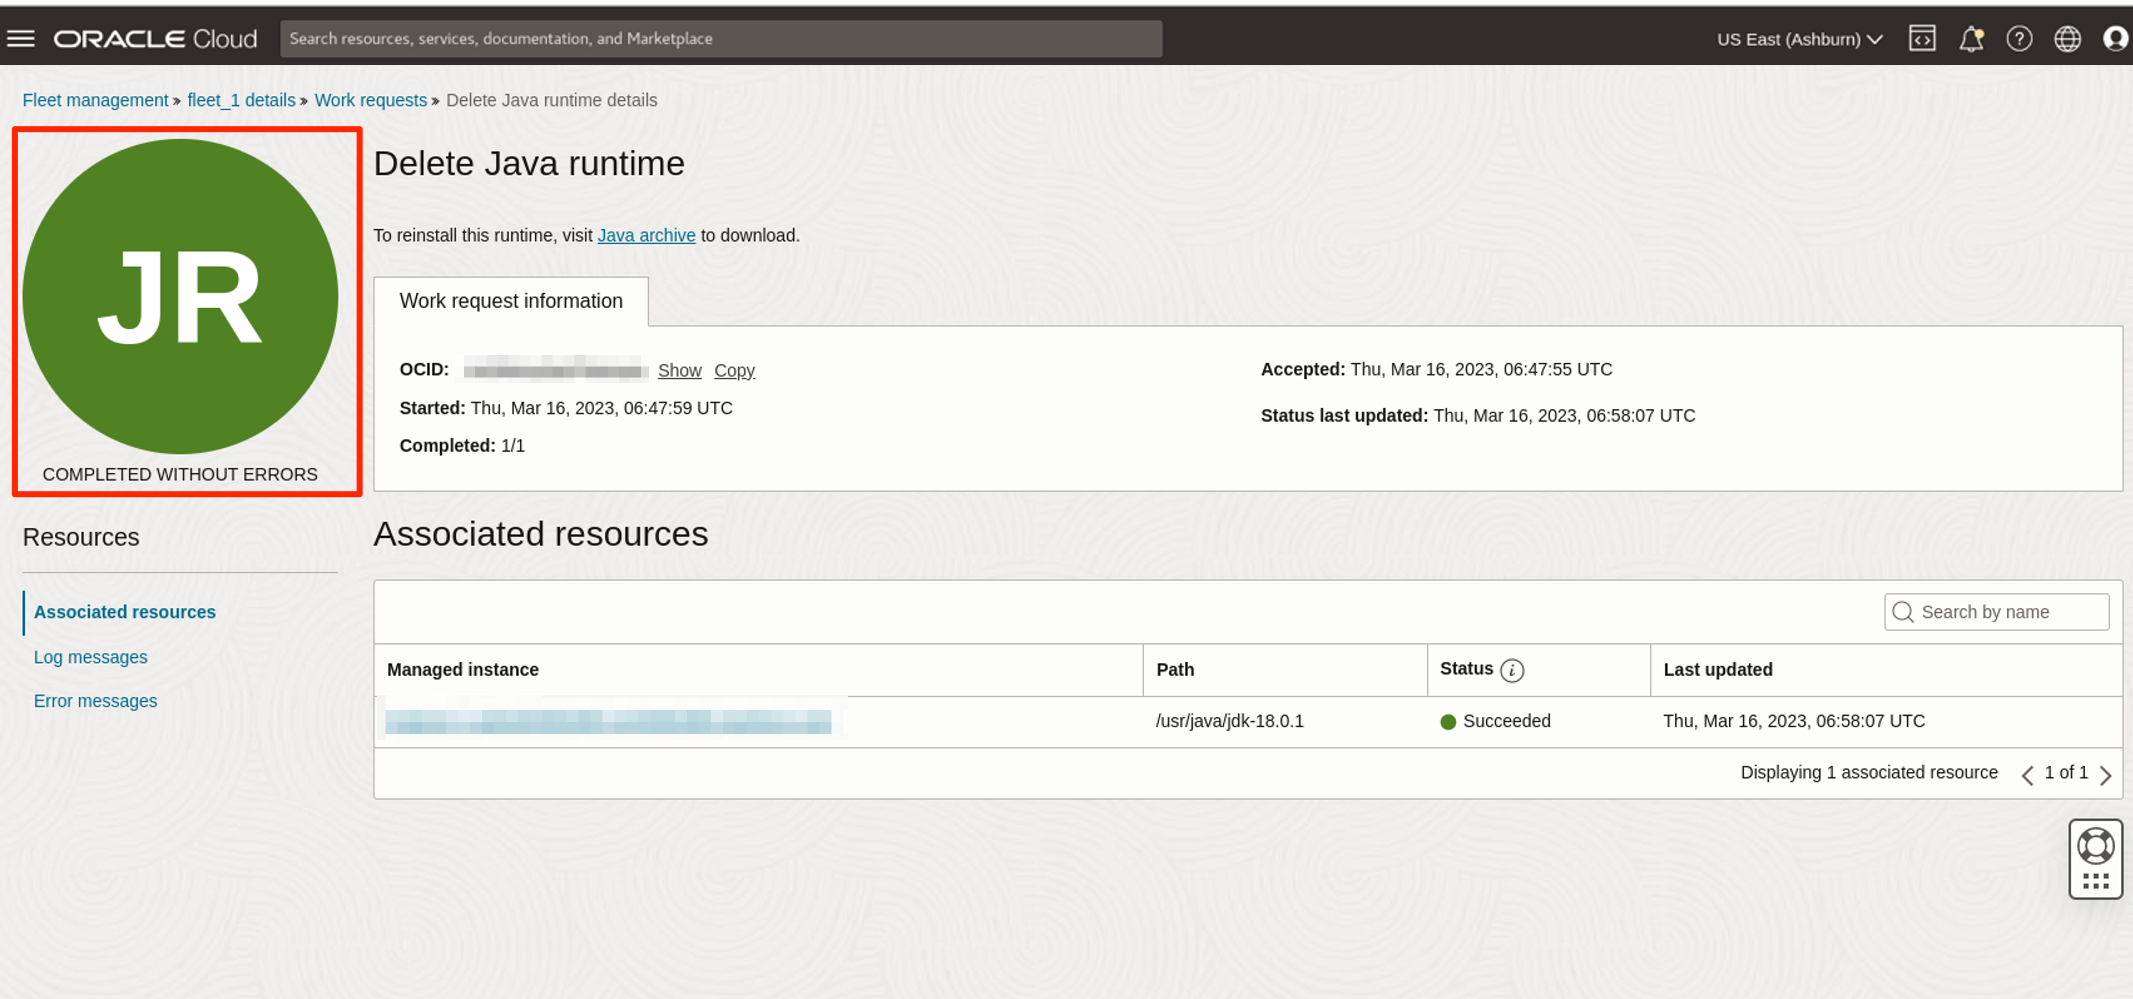 ORACLE Cloud
Search resources, services, documentation, and Marketplace
US East (Ashburn)
Fleet management » fleet_1 details » Work requests » Delete Java runtime details
JR
COMPLETED WITHOUT ERRORS
Delete Java runtime
To reinstall this runtime, visit Java archive to download.
Work request information
OCID: Show Copy
Started: Thu, Mar 16, 2023, 06:47:59 UTC
Completed: 1/1
Accepted: Thu, Mar 16, 2023, 06:47:55 UTC
Status last updated: Thu, Mar 16, 2023, 06:58:07 UTC
Resources
Associated resources
Log messages
Error messages
Associated resources
Search by name
Managed instance Path Status i Last updated
/usr/java/jdk-18.0.1 Succeeded Thu, Mar 16, 2023, 06:58:07 UTC
Displaying 1 associated resource < 1 of 1 >